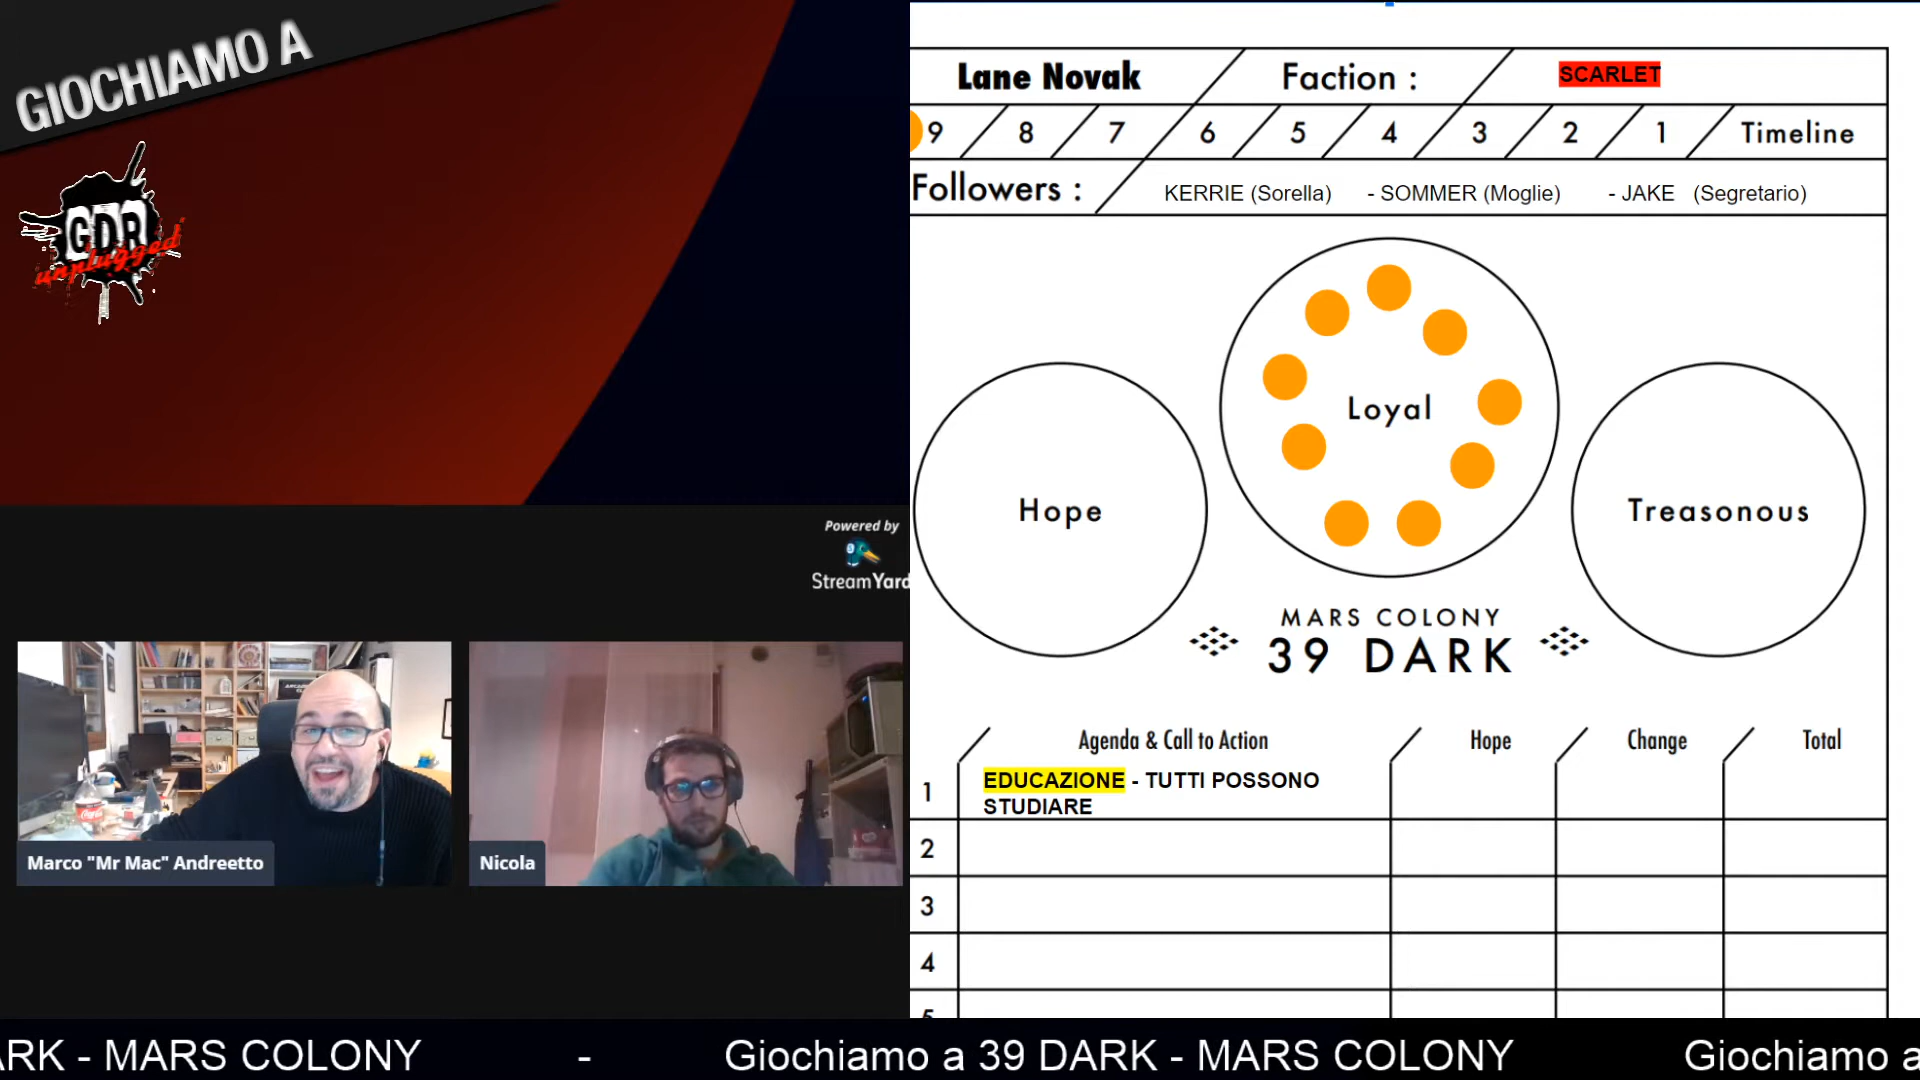 GIOCHIAMO A
GDR
unplugged
Powered by
StreamYard
Marco "Mr Mac" Andreetto
Nicola
Lane Novak
Faction :
SCARLET
9 8 7 6 5 4 3 2 1 Timeline
Followers :
KERRIE (Sorella) - SOMMER (Moglie) - JAKE (Segretario)
Loyal
Hope
Treasonous
MARS COLONY
39 DARK
Agenda & Call to Action
Hope
Change
Total
1
EDUCAZIONE - TUTTI POSSONO
STUDIARE
2
3
4
5
ARK - MARS COLONY - Giochiamo a 39 DARK - MARS COLONY Giochiamo a